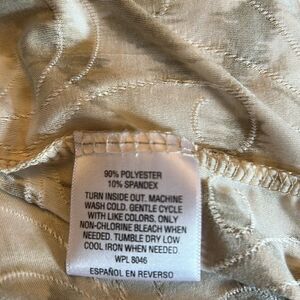 90% POLYESTER
10% SPANDEX
TURN INSIDE OUT. MACHINE
WASH COLD. GENTLE CYCLE
WITH LIKE COLORS. ONLY
NON-CHLORINE BLEACH WHEN
NEEDED. TUMBLE DRY LOW
COOL IRON WHEN NEEDED.
WPL 8046
ESPAÑOL EN REVERSO